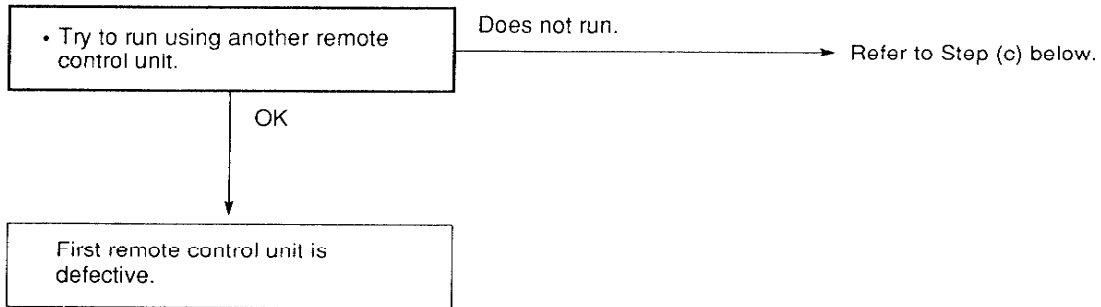 • Try to run using another remote
control unit.
Does not run.
Refer to Step (c) below.
OK
First remote control unit is
defective.